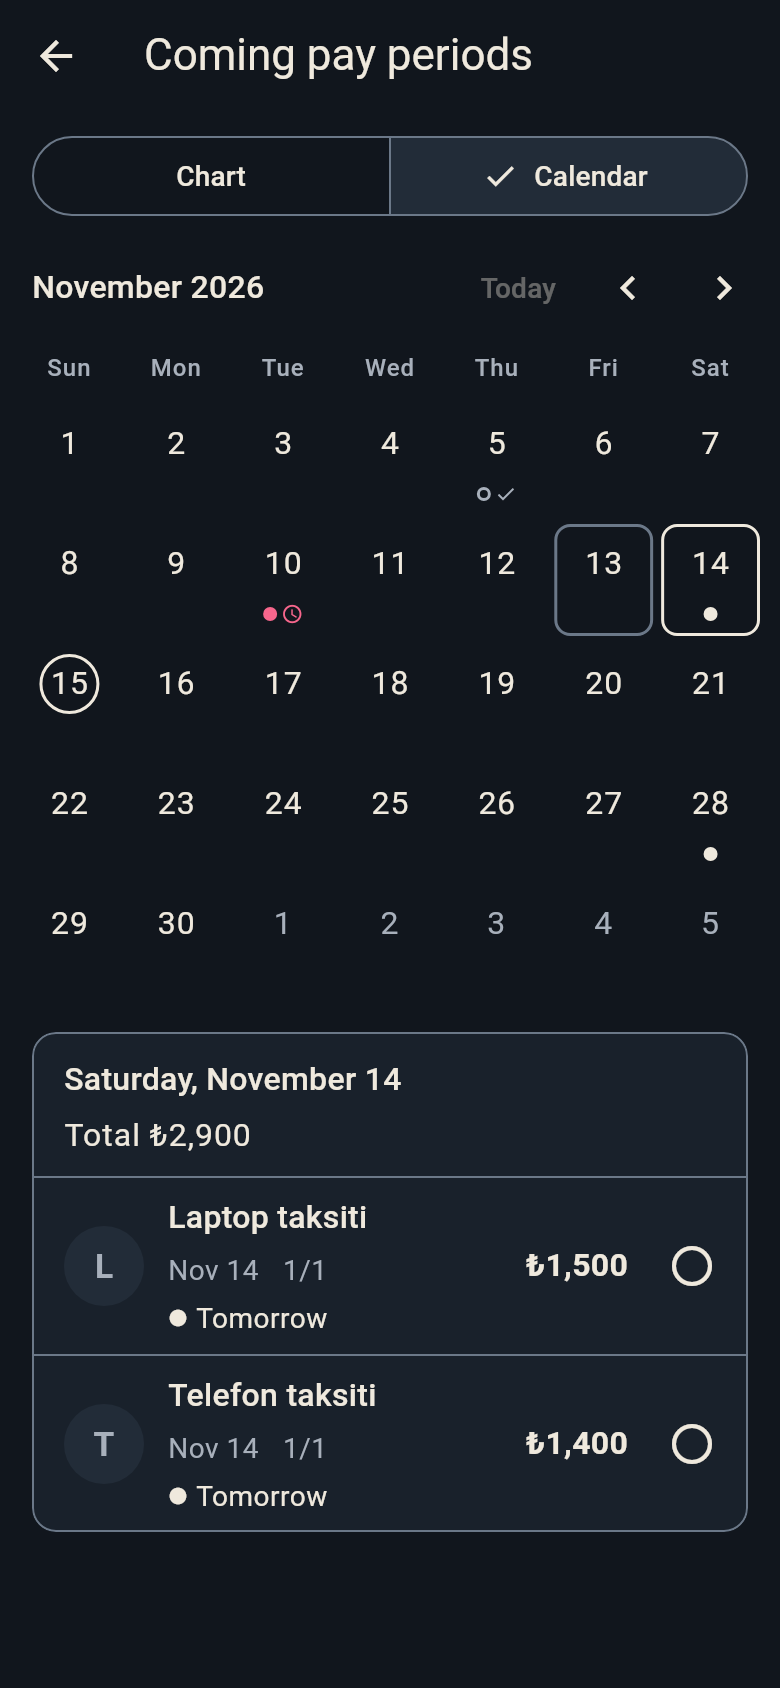 Coming pay periods
Chart
Calendar
November 2026
Today
Sun Mon Tue Wed Thu Fri Sat
1 2 3 4 5 6 7
8 9 10 11 12 13 14
15 16 17 18 19 20 21
22 23 24 25 26 27 28
29 30 1 2 3 4 5
Saturday, November 14
Total ₺2,900
L
Laptop taksiti
Nov 14 1/1
Tomorrow
₺1,500
T
Telefon taksiti
Nov 14 1/1
Tomorrow
₺1,400